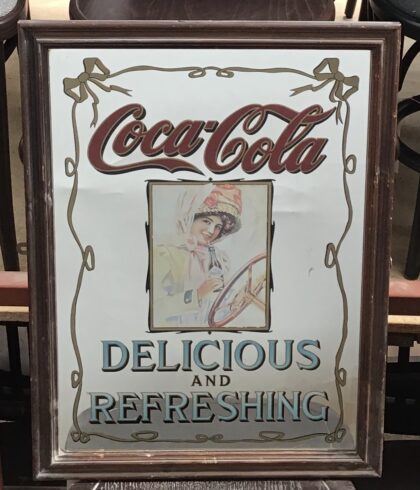 Coca-Cola
DELICIOUS
AND
REFRESHING